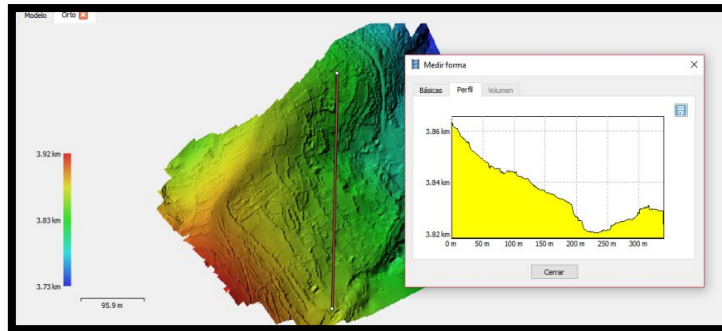 Modelo Orto
Medir forma
Básicas Perfil Volumen
3.86 km
3.84 km
3.82 km
0 m 50 m 100 m 150 m 200 m 250 m 300 m
Cerrar
3.92 km
3.83 km
3.73 km
95.9 m